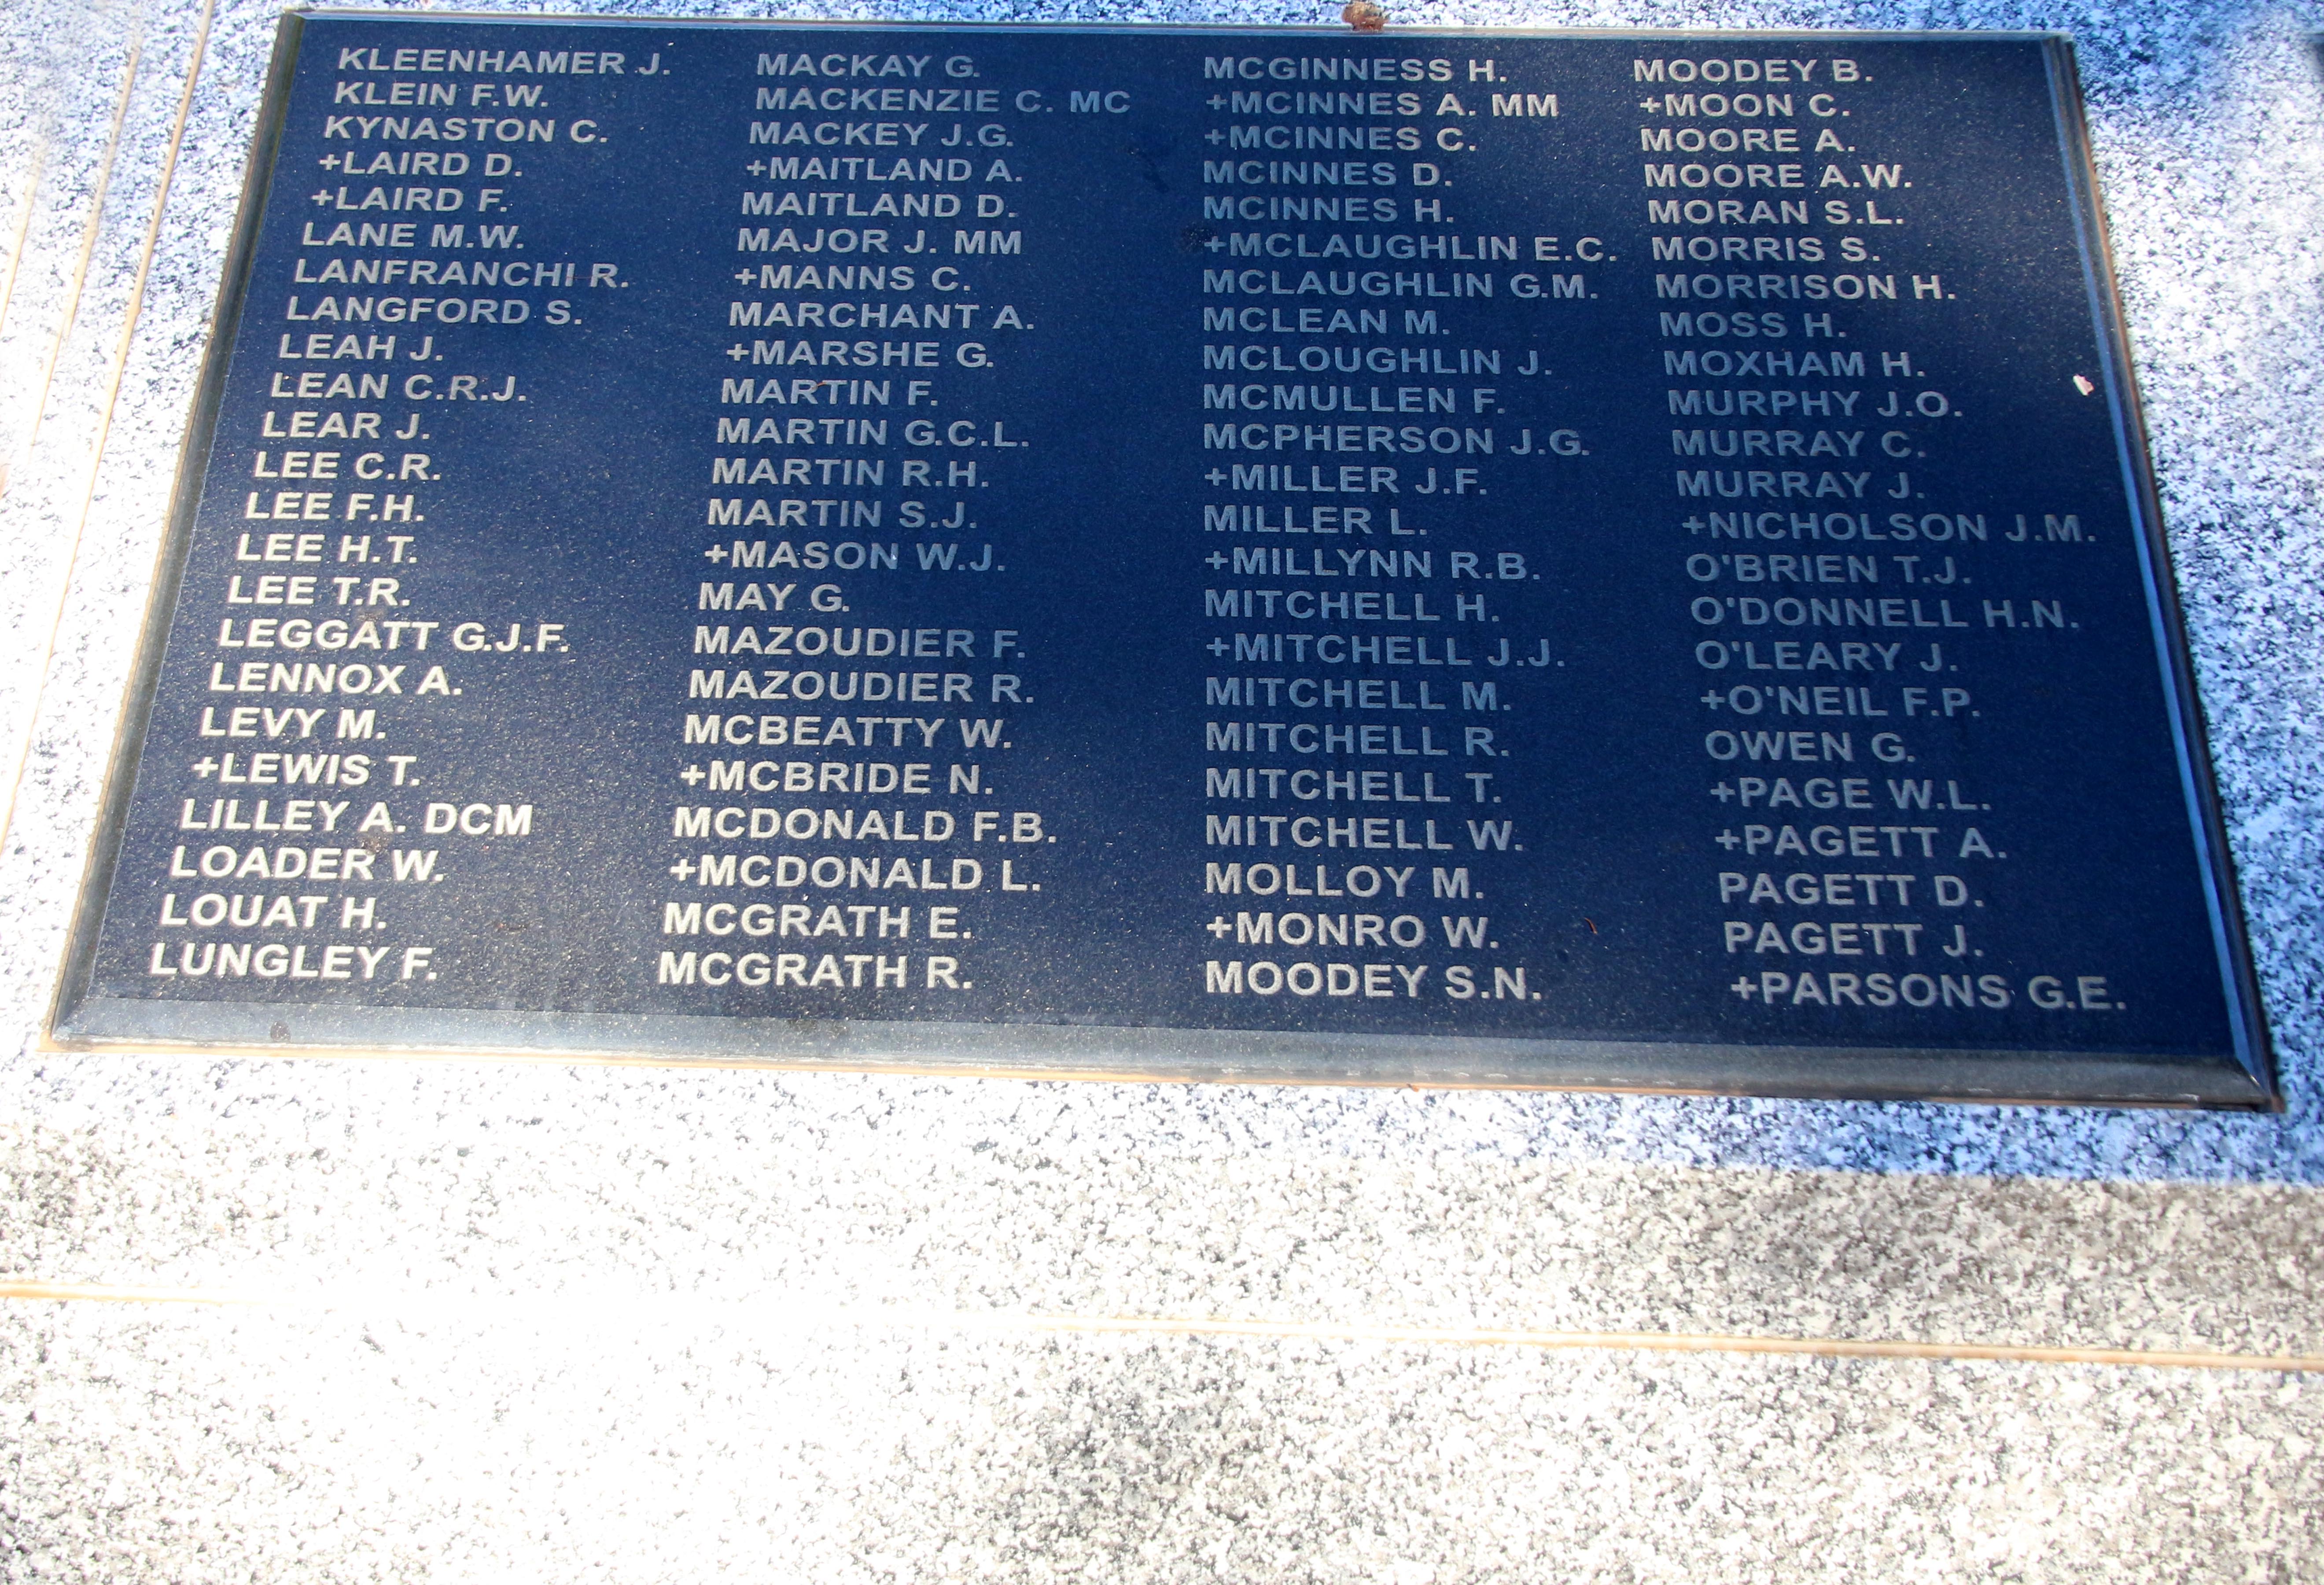 KLEENHAMER J.
KLEIN F.W.
KYNASTON C.
+LAIRD D.
+LAIRD F.
LANE M.W.
LANFRANCHI R.
LANGFORD S.
LEAH J.
LEAN C.R.J.
LEAR J.
LEE C.R.
LEE F.H.
LEE H.T.
LEE T.R.
LEGGATT G.J.F.
LENNOX A.
LEVY M.
+LEWIS T.
LILLEY A. DCM
LOADER W.
LOUAT H.
LUNGLEY F.
MACKAY G.
MACKENZIE C. MC
MACKEY J.G.
+MAITLAND A.
MAITLAND D.
MAJOR J. MM
+MANNS C.
MARCHANT A.
+MARSHE G.
MARTIN F.
MARTIN G.C.L.
MARTIN R.H.
MARTIN S.J.
+MASON W.J.
MAY G.
MAZOUDIER F.
MAZOUDIER R.
MCBEATTY W.
+MCBRIDE N.
MCDONALD F.B.
+MCDONALD L.
MCGRATH E.
MCGRATH R.
MCGINNESS H.
+MCINNES A. MM
+MCINNES C.
MCINNES D.
MCINNES H.
+MCLAUGHLIN E.C.
MCLAUGHLIN G.M.
MCLEAN M.
MCLOUGHLIN J.
MCMULLEN F.
MCPHERSON J.G.
+MILLER J.F.
MILLER L.
+MILLYNN R.B.
MITCHELL H.
+MITCHELL J.J.
MITCHELL M.
MITCHELL R.
MITCHELL T.
MITCHELL W.
MOLLOY M.
+MONRO W.
MOODEY S.N.
MOODEY B.
+MOON C.
MOORE A.
MOORE A.W.
MORAN S.L.
MORRIS S.
MORRISON H.
MOSS H.
MOXHAM H.
MURPHY J.O.
MURRAY C.
MURRAY J.
+NICHOLSON J.M.
O'BRIEN T.J.
O'DONNELL H.N.
O'LEARY J.
+O'NEIL F.P.
OWEN G.
+PAGE W.L.
+PAGETT A.
PAGETT D.
PAGETT J.
+PARSONS G.E.